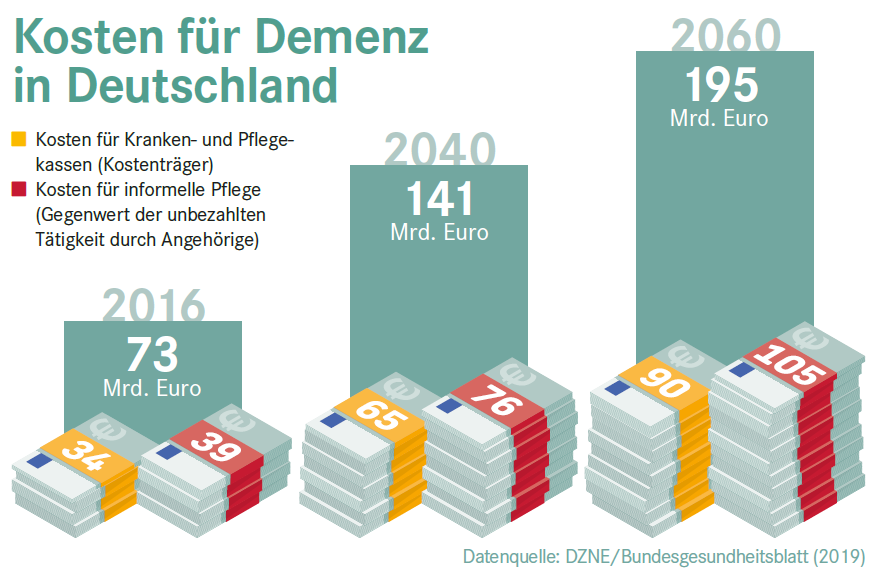 Kosten für Demenz
in Deutschland
Kosten für Kranken- und Pflege-
kassen (Kostenträger)
Kosten für informelle Pflege
(Gegenwert der unbezahlten
Tätigkeit durch Angehörige)
2016
73
Mrd. Euro
34
39
2040
141
Mrd. Euro
65
76
2060
195
Mrd. Euro
90
105
Datenquelle: DZNE/Bundesgesundheitsblatt (2019)